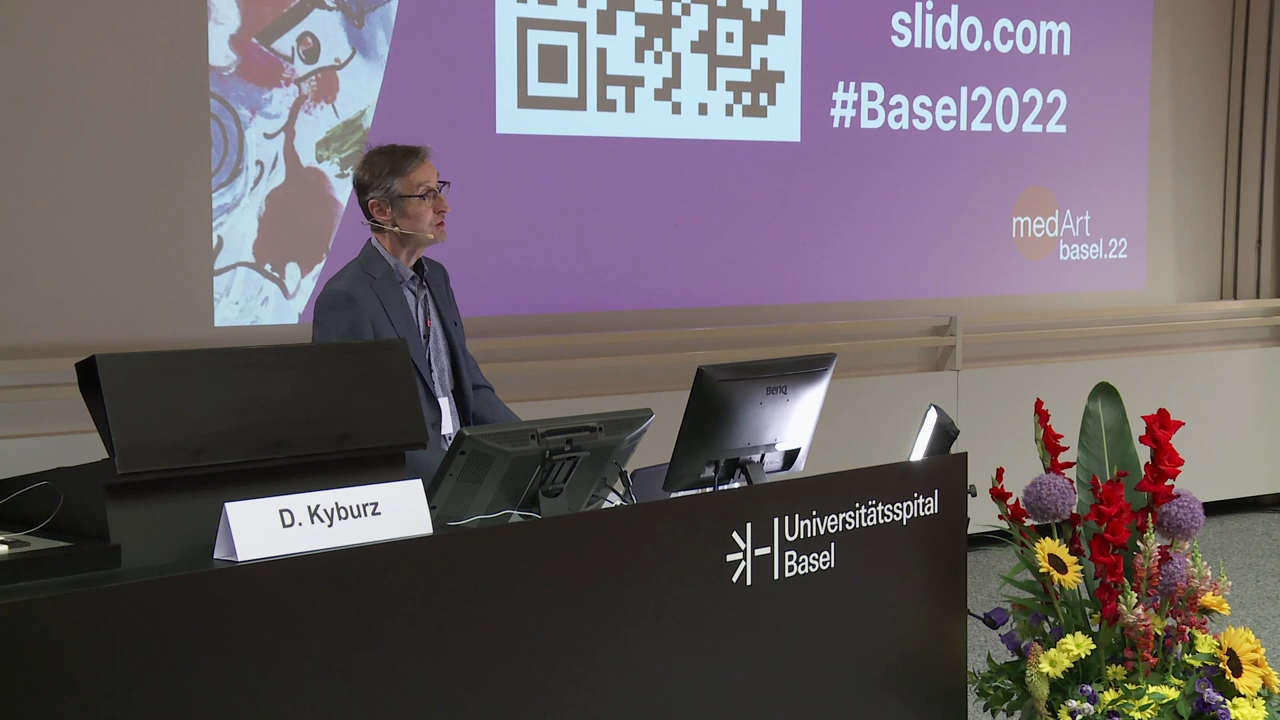 slido.com
#Basel2022
medArt
basel.22
BenQ
D. Kyburz
Universitätsspital
Basel